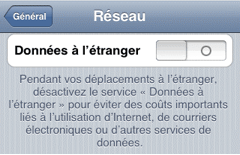 Général
Réseau
Données à l'étranger
Pendant vos déplacements à l'étranger,
désactivez le service « Données à
l'étranger » pour éviter des coûts importants
liés à l'utilisation d'Internet, de courriers
électroniques ou d'autres services de
données.